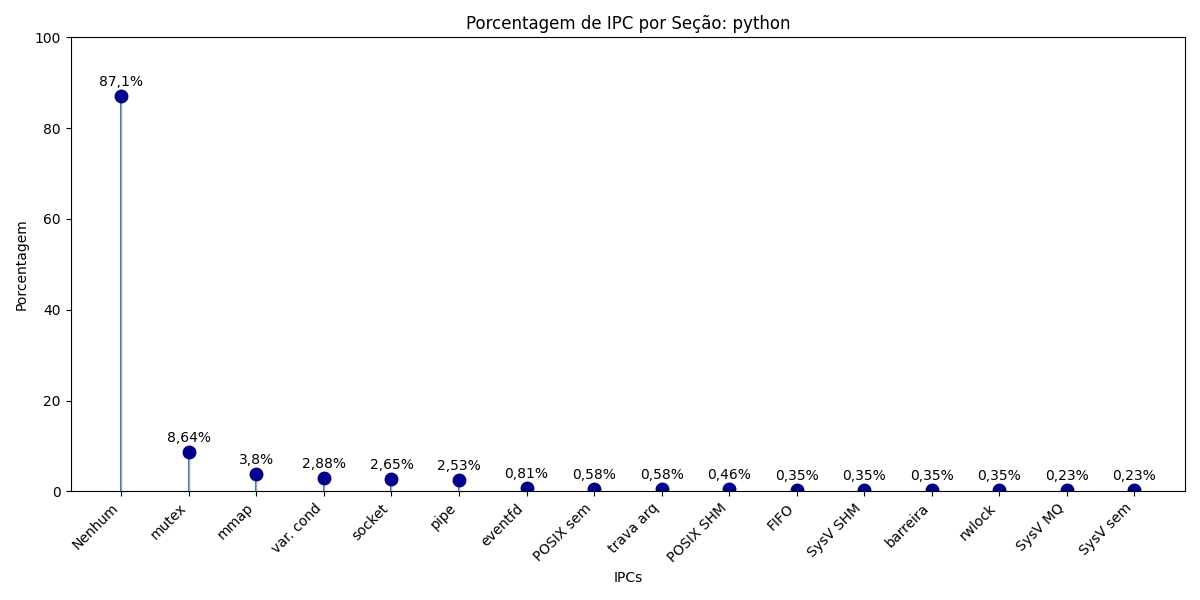 Porcentagem de IPC por Seção: python
100
80
60
40
20
0
Porcentagem
87,1%
8,64%
3,8%
2,88%
2,65%
2,53%
0,81%
0,58%
0,58%
0,46%
0,35%
0,35%
0,35%
0,35%
0,23%
0,23%
Nenhum
mutex
mmap
var. cond
socket
pipe
eventfd
POSIX sem
trava arq
POSIX SHM
FIFO
SysV SHM
barreira
rwlock
SysV MQ
SysV sem
IPCs